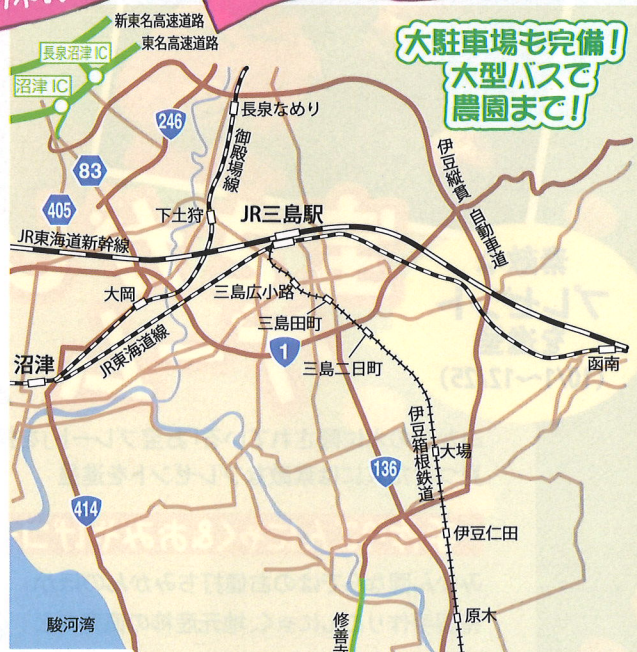 新東名高速道路
東名高速道路
長泉沼津IC
沼津IC
大駐車場も完備!
大型バスで
農園まで!
246
長泉なめり
御殿場線
伊豆縦貫
自動車道
83
405
下土狩
JR三島駅
JR東海道新幹線
大岡
三島広小路
三島田町
JR東海道線
1
三島二日町
沼津
函南
伊豆箱根鉄道
大場
136
414
伊豆仁田
原木
駿河湾
修善寺